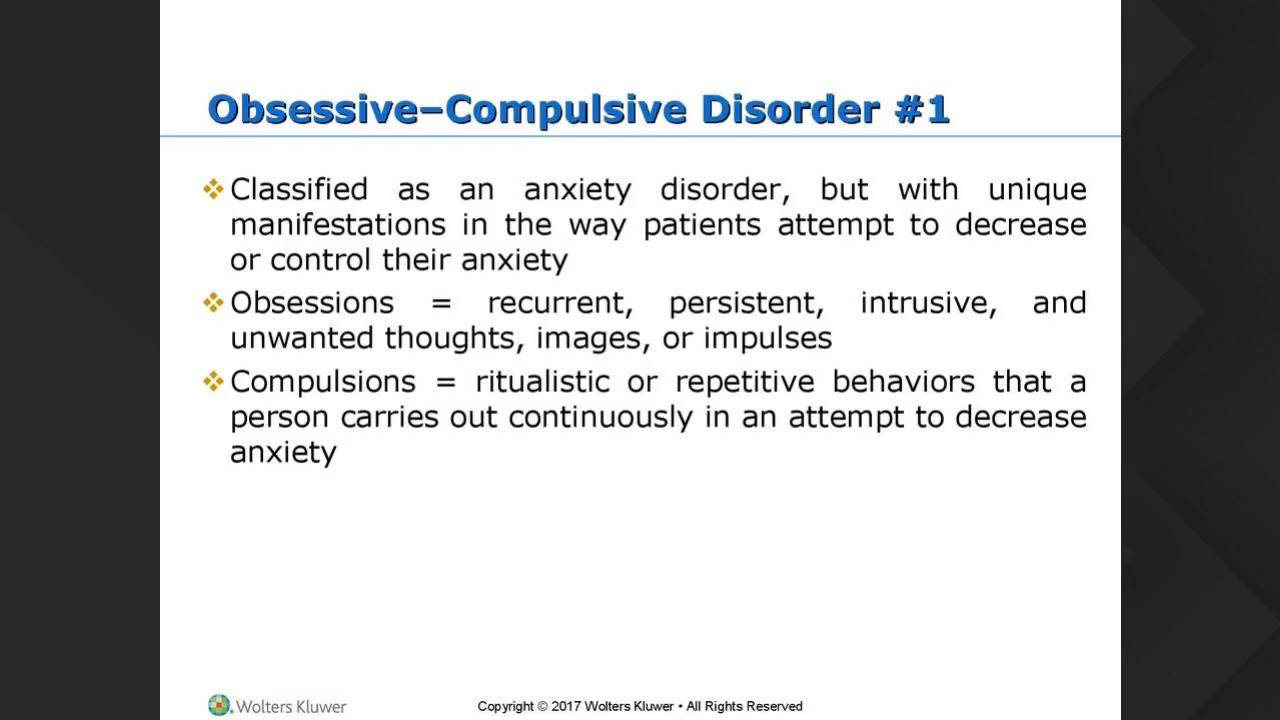 Obsessive–Compulsive Disorder #1
Classified as an anxiety disorder, but with unique
manifestations in the way patients attempt to decrease
or control their anxiety
Obsessions = recurrent, persistent, intrusive, and
unwanted thoughts, images, or impulses
Compulsions = ritualistic or repetitive behaviors that a
person carries out continuously in an attempt to decrease
anxiety
Wolters Kluwer
Copyright © 2017 Wolters Kluwer • All Rights Reserved